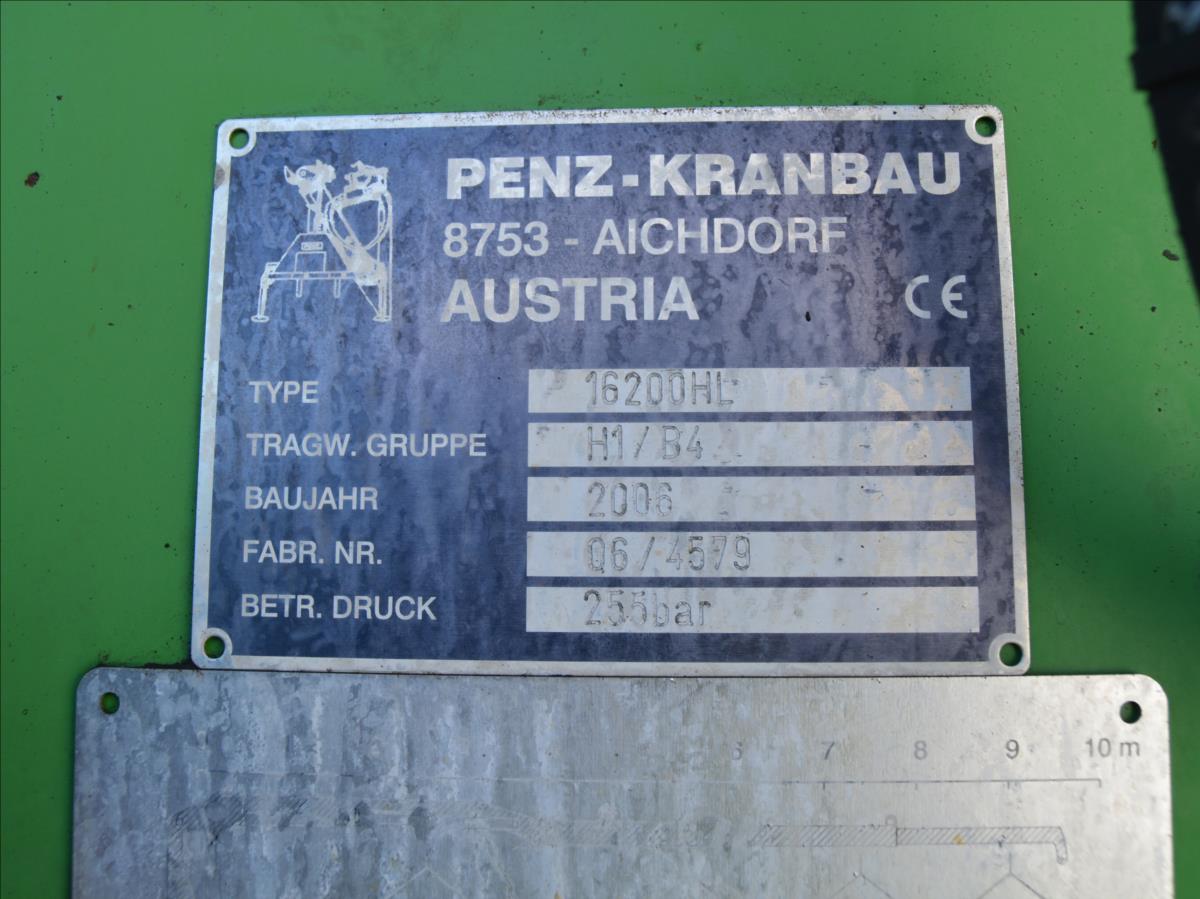 PENZ-KRANBAU
8753 - AICHDORF
AUSTRIA CE
TYPE 16200HL
TRAGW. GRUPPE H1/B4
BAUJAHR 2006
FABR. NR. Q6/4579
BETR. DRUCK 255bar
6 7 8 9 10 m